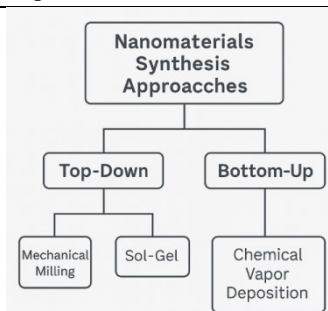 Nanomaterials
Synthesis
Approacches
Top-Down
Bottom-Up
Mechanical
Milling
Sol-Gel
Chemical
Vapor
Deposition